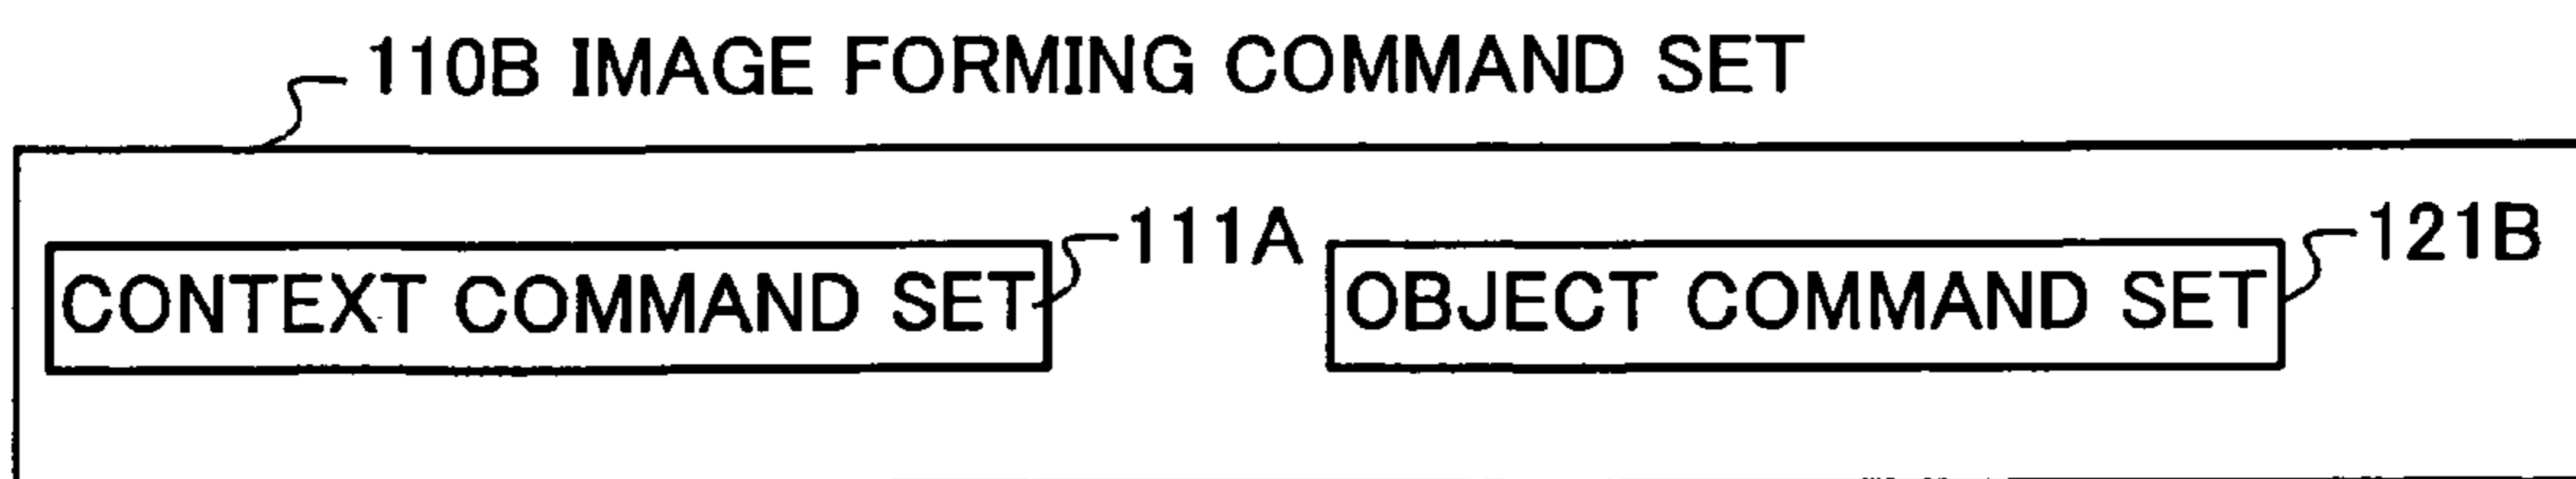 110B IMAGE FORMING COMMAND SET
111A
121B
CONTEXT COMMAND SET
OBJECT COMMAND SET